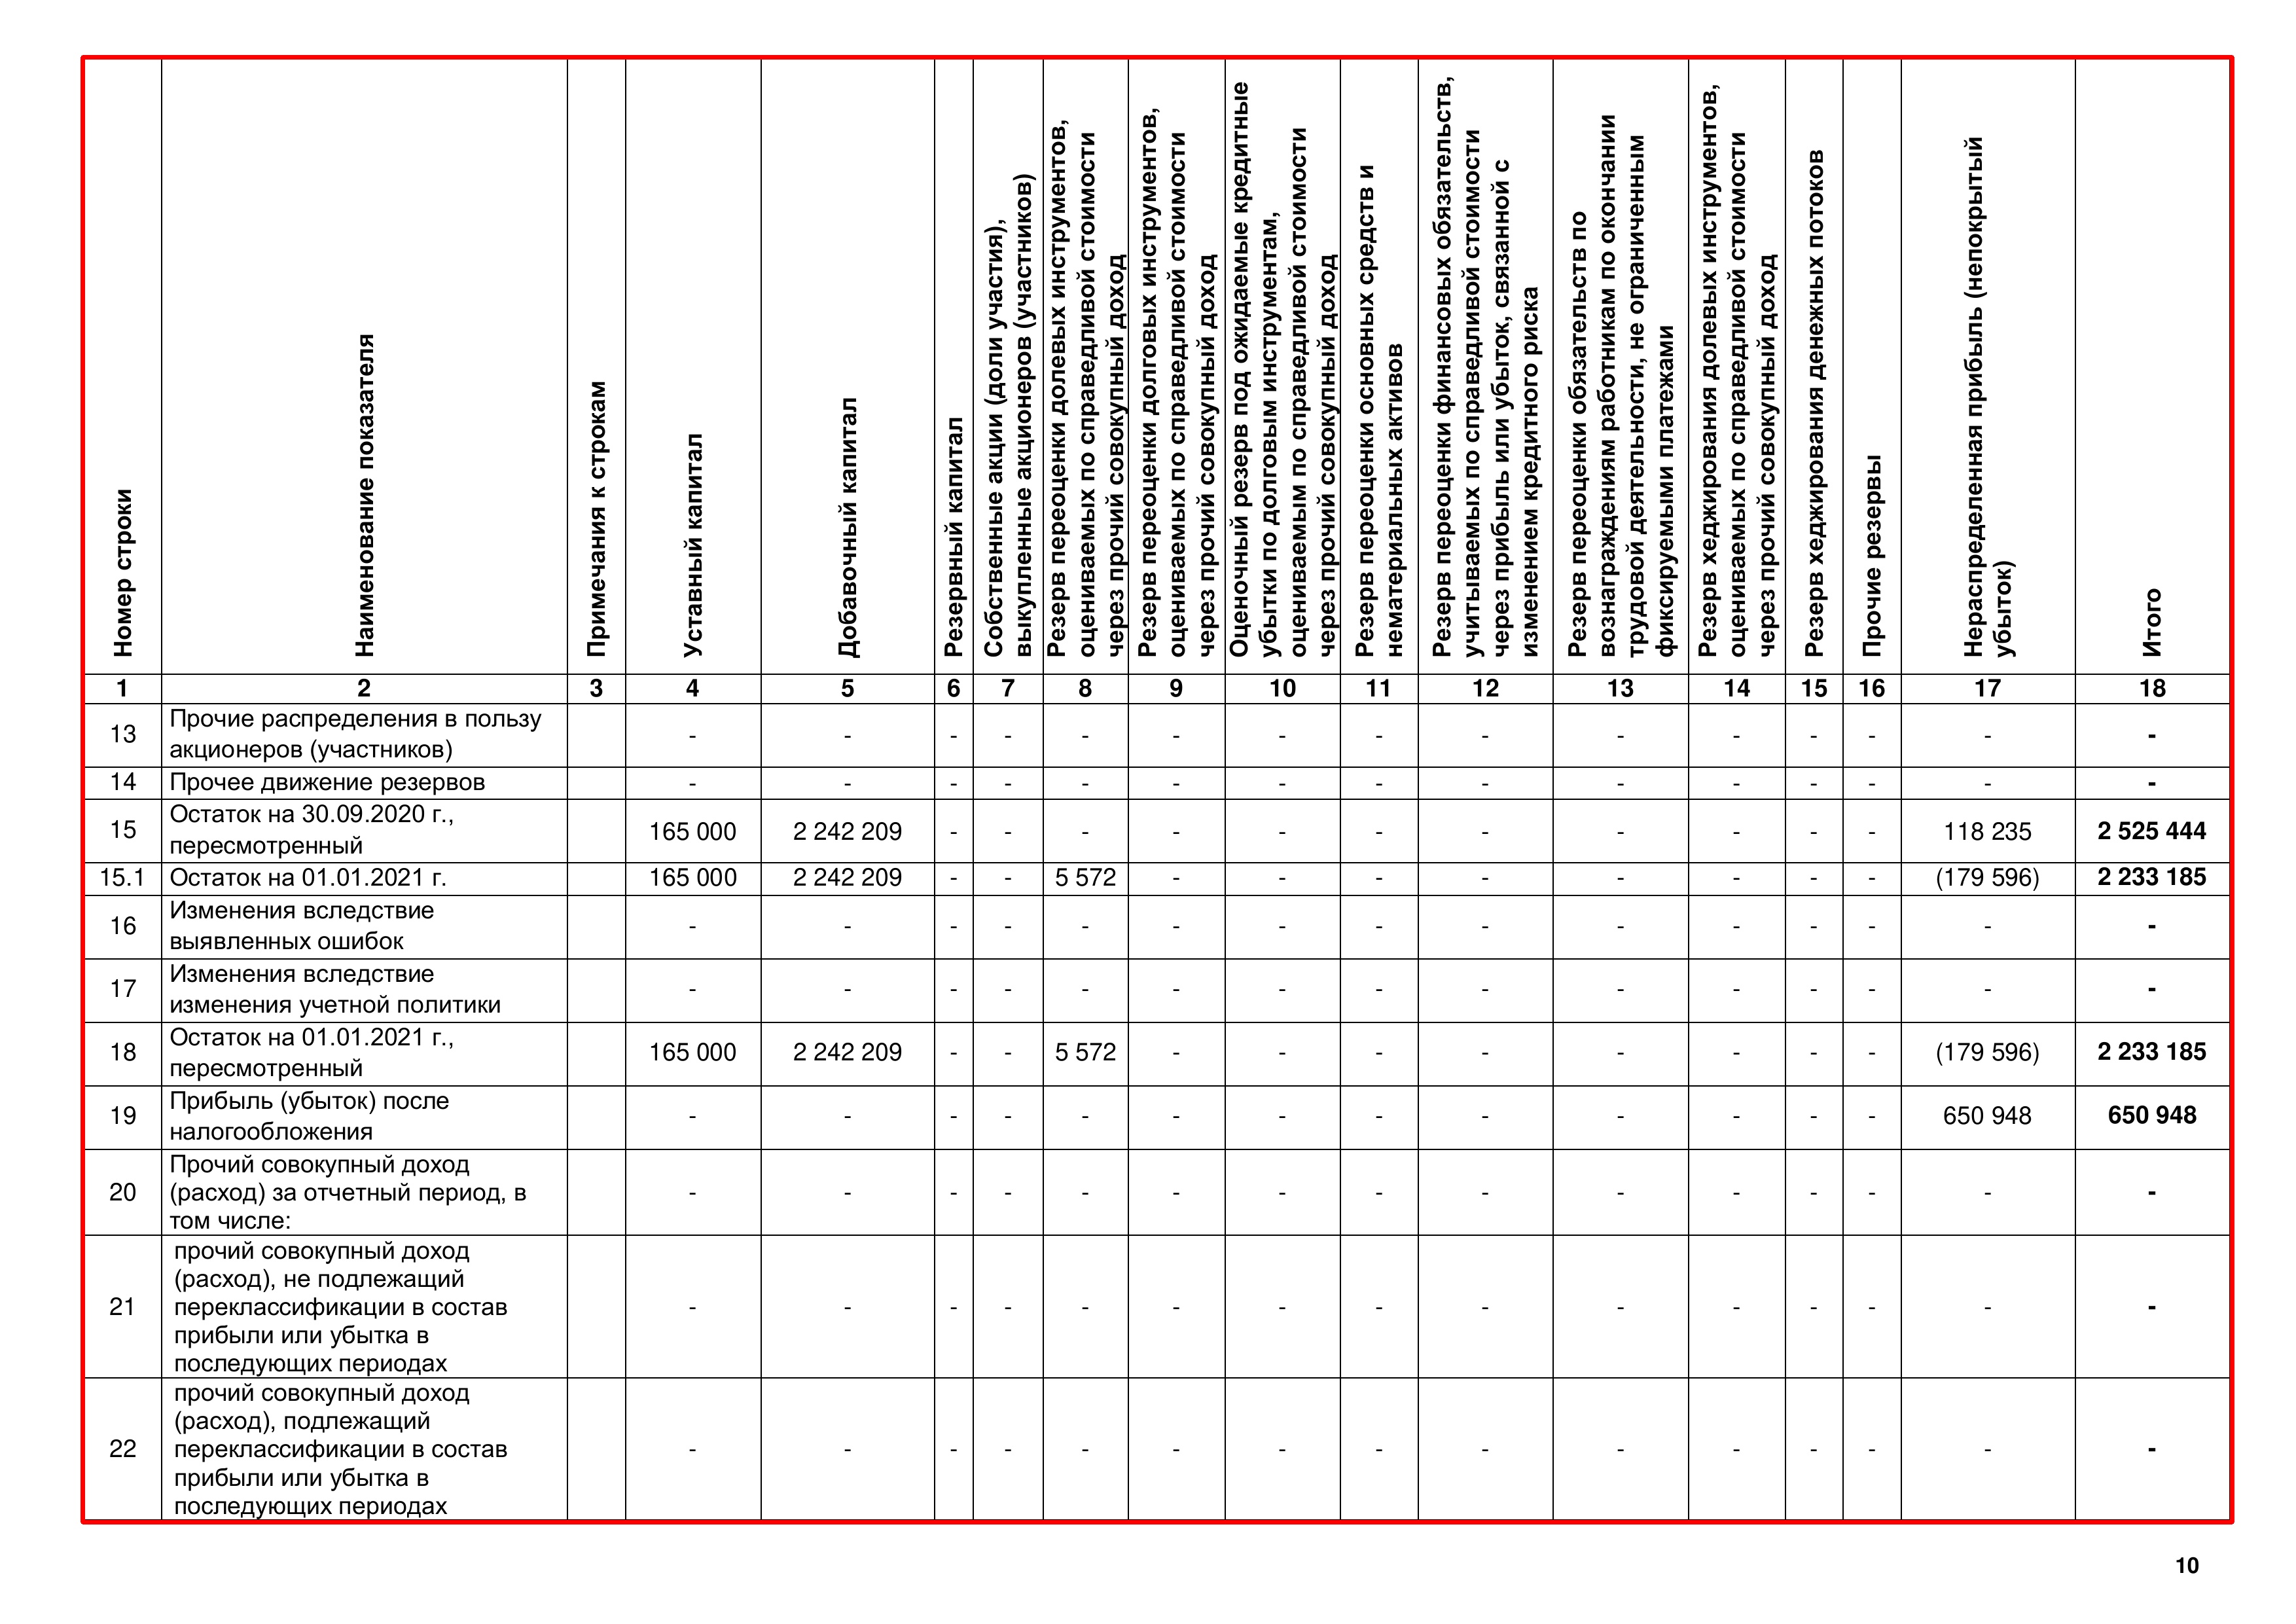 Номер строки
Наименование показателя
Примечания к строкам
Уставный капитал
Добавочный капитал
Резервный капитал
Собственные акции (доли участия),
выкупленные акционеров (участников)
Резерв переоценки долевых инструментов,
оцениваемых по справедливой стоимости
через прочий совокупный доход
Резерв переоценки долговых инструментов,
оцениваемых по справедливой стоимости
через прочий совокупный доход
Оценочный резерв под ожидаемые кредитные
убытки по долговым инструментам,
оцениваемым по справедливой стоимости
через прочий совокупный доход
Резерв переоценки основных средств и
нематериальных активов
Резерв переоценки финансовых обязательств,
учитываемых по справедливой стоимости
через прибыль или убыток, связанной с
изменением кредитного риска
Резерв переоценки обязательств по
вознаграждениям работникам по окончании
трудовой деятельности, не ограниченным
фиксируемыми платежами
Резерв хеджирования долевых инструментов,
оцениваемых по справедливой стоимости
через прочий совокупный доход
Резерв хеджирования денежных потоков
Прочие резервы
Нераспределенная прибыль (непокрытый
убыток)
Итого
1 2 3 4 5 6 7 8 9 10 11 12 13 14 15 16 17 18
13 Прочие распределения в пользу
акционеров (участников) - - - - - - - - - - - - - - -
14 Прочее движение резервов - - - - - - - - - - - - - - -
15 Остаток на 30.09.2020 г.,
пересмотренный 165 000 2 242 209 - - - - - - - - - - - 118 235 2 525 444
15.1 Остаток на 01.01.2021 г. 165 000 2 242 209 - - 5 572 - - - - - - - - (179 596) 2 233 185
16 Изменения вследствие
выявленных ошибок - - - - - - - - - - - - - - -
17 Изменения вследствие
изменения учетной политики - - - - - - - - - - - - - - -
18 Остаток на 01.01.2021 г.,
пересмотренный 165 000 2 242 209 - - 5 572 - - - - - - - - (179 596) 2 233 185
19 Прибыль (убыток) после
налогообложения - - - - - - - - - - - - - 650 948 650 948
20 Прочий совокупный доход
(расход) за отчетный период, в
том числе: - - - - - - - - - - - - - - -
21 прочий совокупный доход
(расход), не подлежащий
переклассификации в состав
прибыли или убытка в
последующих периодах - - - - - - - - - - - - - - -
22 прочий совокупный доход
(расход), подлежащий
переклассификации в состав
прибыли или убытка в
последующих периодах - - - - - - - - - - - - - - -
10